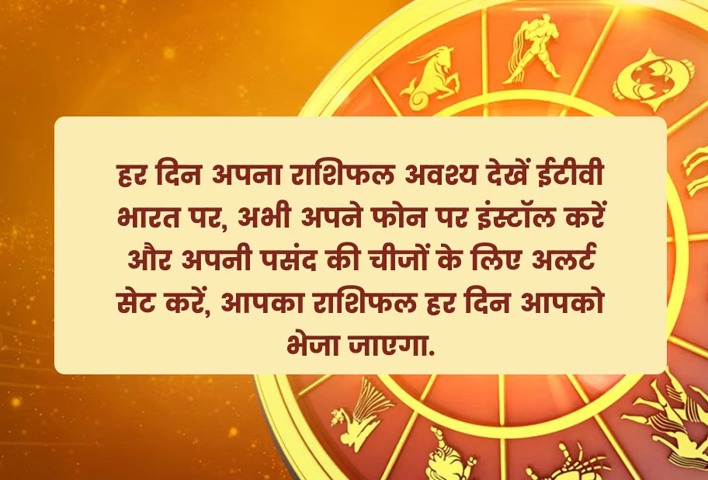 हर दिन अपना राशिफल अवश्य देखें ईटीवी
भारत पर, अभी अपने फोन पर इंस्टॉल करें
और अपनी पसंद की चीजों के लिए अलर्ट
सेट करें, आपका राशिफल हर दिन आपको
भेजा जाएगा.